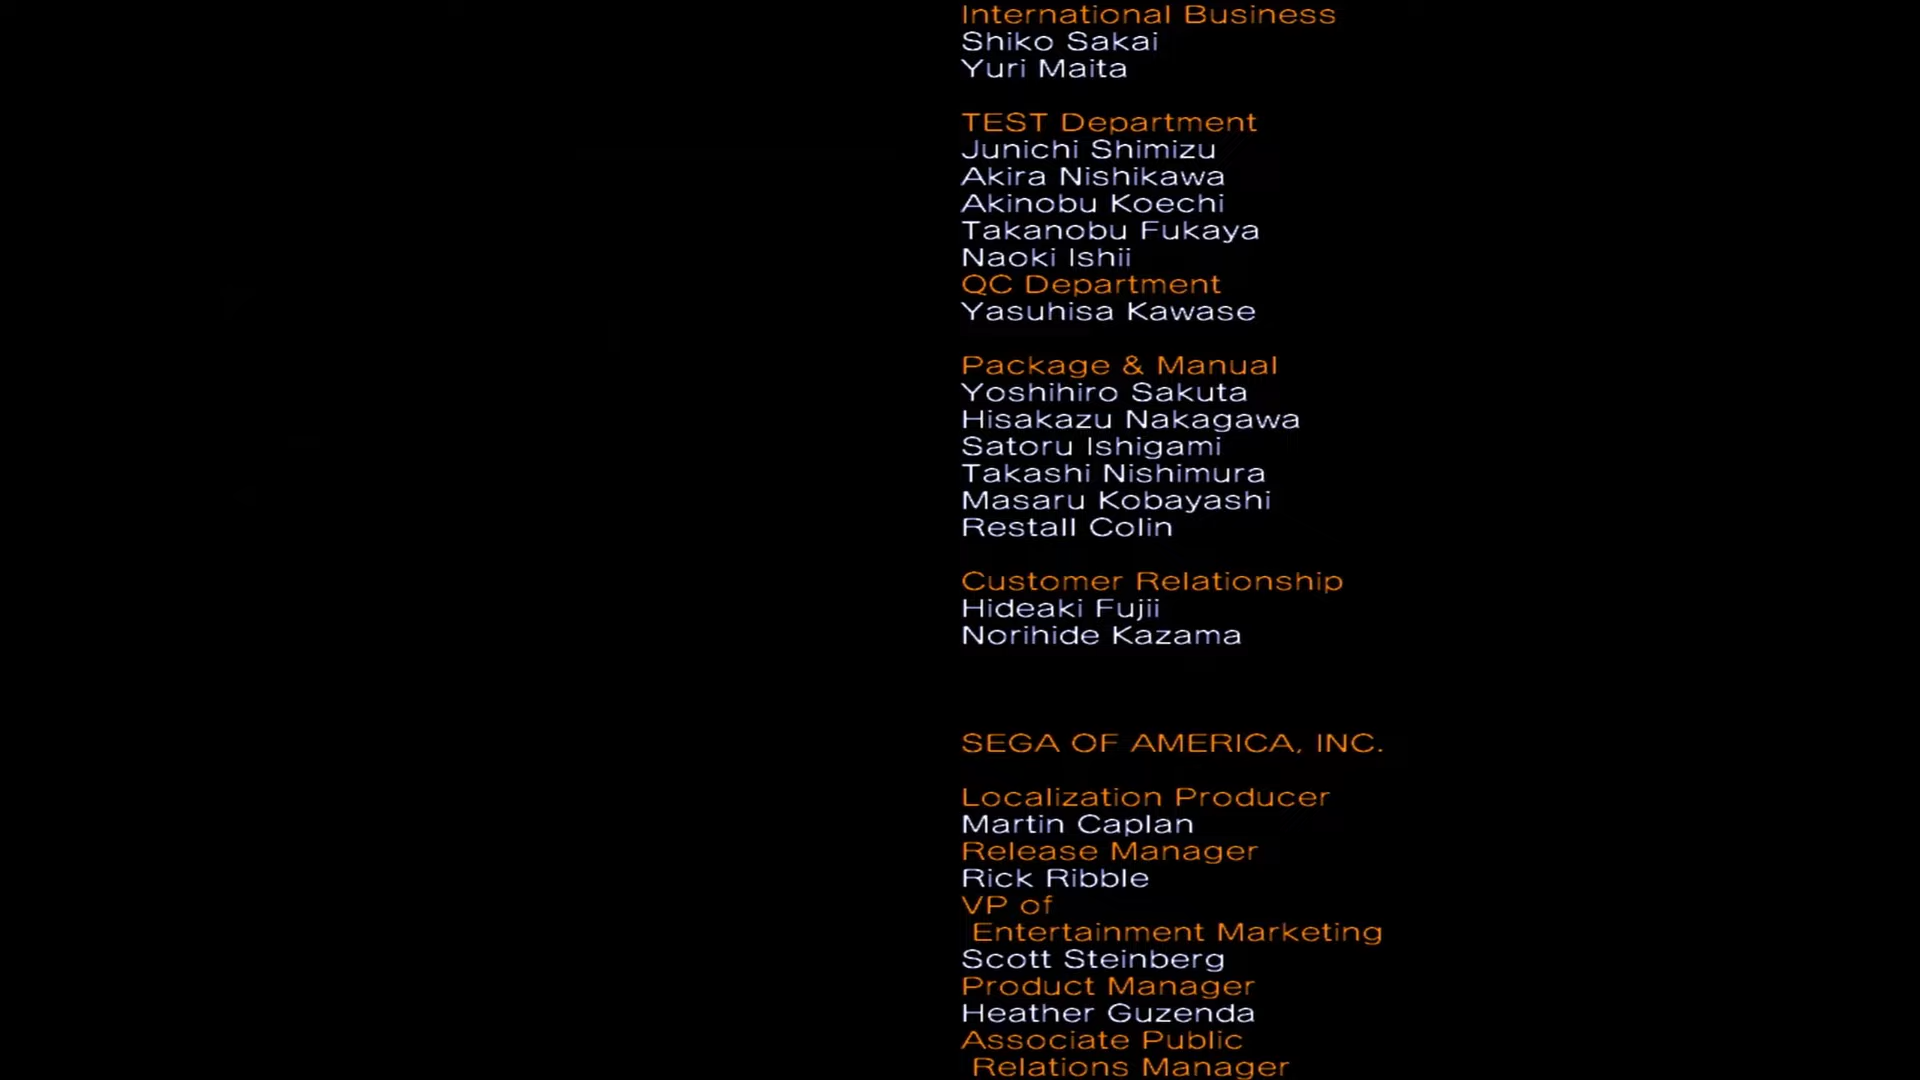 International Business
Shiko Sakai
Yuri Maita
TEST Department
Junichi Shimizu
Akira Nishikawa
Akinobu Koechi
Takanobu Fukaya
Naoki Ishii
QC Department
Yasuhisa Kawase
Package & Manual
Yoshihiro Sakuta
Hisakazu Nakagawa
Satoru Ishigami
Takashi Nishimura
Masaru Kobayashi
Restall Colin
Customer Relationship
Hideaki Fujii
Norihide Kazama
SEGA OF AMERICA, INC.
Localization Producer
Martin Caplan
Release Manager
Rick Ribble
VP of
Entertainment Marketing
Scott Steinberg
Product Manager
Heather Guzenda
Associate Public
Relations Manager